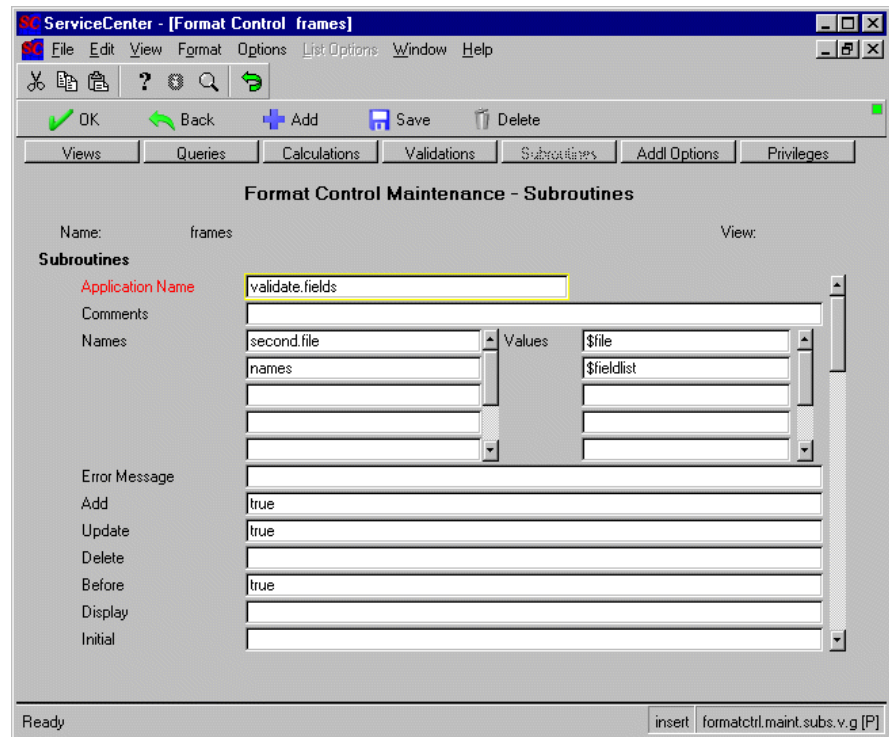 SC ServiceCenter - [Format Control frames]
SC File Edit View Format Options List Options Window Help
?
OK Back Add Save Delete
Views Queries Calculations Validations Subroutines Addl Options Privileges
Format Control Maintenance - Subroutines
Name: frames View:
Subroutines
Application Name validate.fields
Comments
Names second.file Values $file
names $fieldlist
Error Message
Add true
Update true
Delete
Before true
Display
Initial
Ready insert formatctrl.maint.subs.v.g [P]